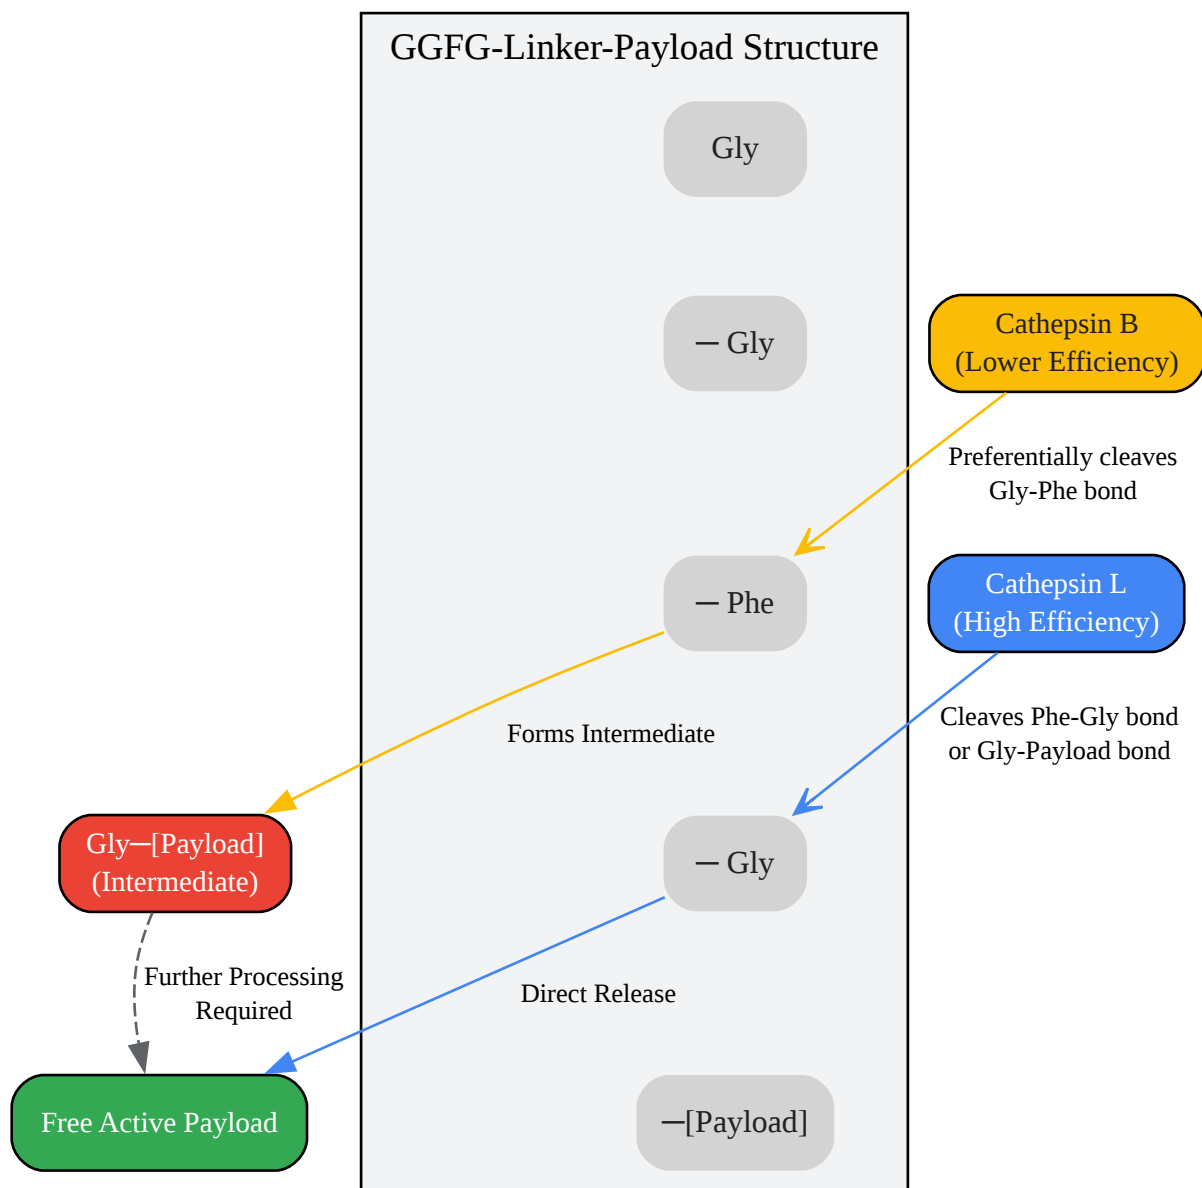 GGFG-Linker-Payload Structure
Gly
─ Gly
Cathepsin B
(Lower Efficiency)
Preferentially cleaves
Gly-Phe bond
─ Phe
Cathepsin L
(High Efficiency)
Forms Intermediate
Cleaves Phe-Gly bond
or Gly-Payload bond
Gly─[Payload]
(Intermediate)
─ Gly
Further Processing
Required
Direct Release
Free Active Payload
─[Payload]